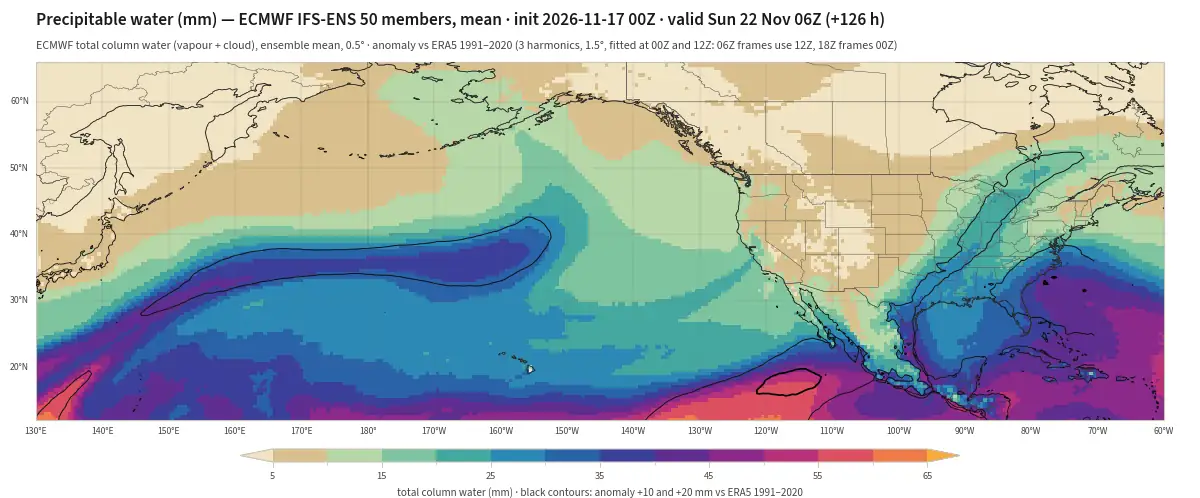 Precipitable water (mm) — ECMWF IFS-ENS 50 members, mean · init 2026-11-17 00Z · valid Sun 22 Nov 06Z (+126 h)
ECMWF total column water (vapour + cloud), ensemble mean, 0.5° · anomaly vs ERA5 1991–2020 (3 harmonics, 1.5°, fitted at 00Z and 12Z: 06Z frames use 12Z, 18Z frames 00Z)
60°N
50°N
40°N
30°N
20°N
130°E 140°E 150°E 160°E 170°E 180° 170°W 160°W 150°W 140°W 130°W 120°W 110°W 100°W 90°W 80°W 70°W 60°W
5 15 25 35 45 55 65
total column water (mm) · black contours: anomaly +10 and +20 mm vs ERA5 1991–2020